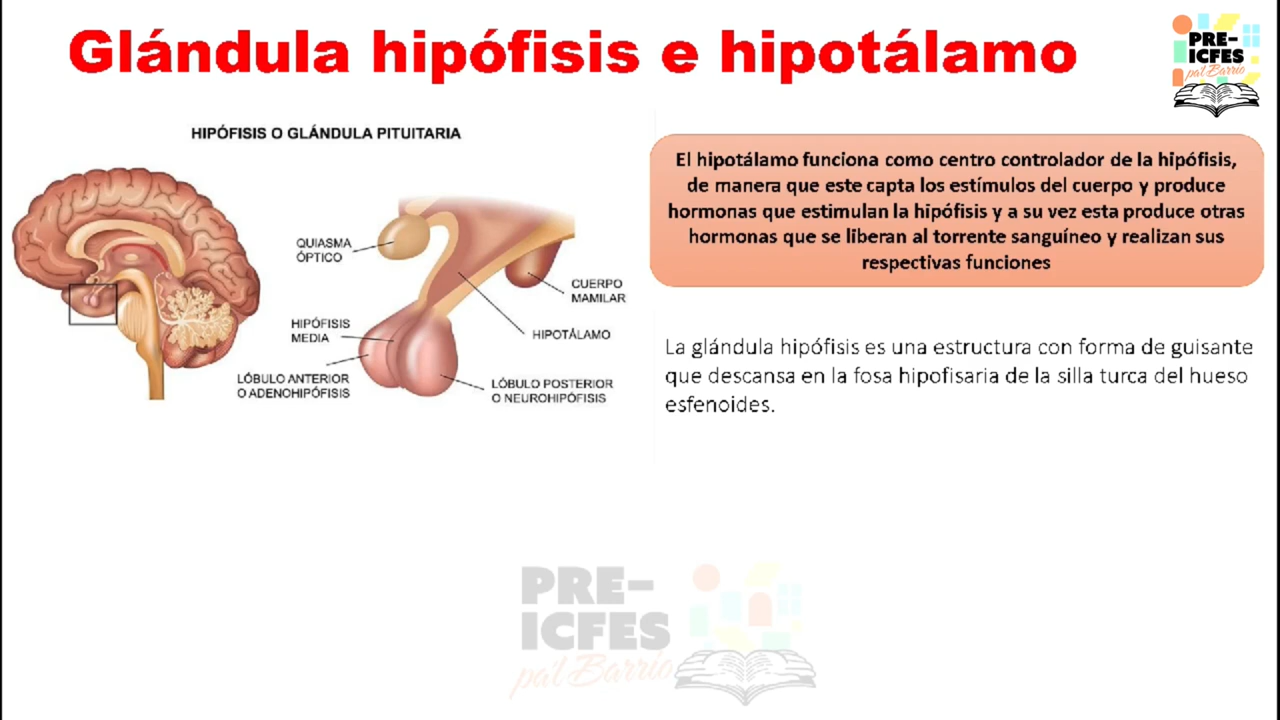 Glándula hipófisis e hipotálamo
PRE-
ICFES
pa'l Barrio
HIPÓFISIS O GLÁNDULA PITUITARIA
QUIASMA
ÓPTICO
CUERPO
MAMILAR
HIPÓFISIS
MEDIA
HIPOTÁLAMO
LÓBULO ANTERIOR
O ADENOHIPÓFISIS
LÓBULO POSTERIOR
O NEUROHIPÓFISIS
El hipotálamo funciona como centro controlador de la hipófisis,
de manera que este capta los estímulos del cuerpo y produce
hormonas que estimulan la hipófisis y a su vez esta produce otras
hormonas que se liberan al torrente sanguíneo y realizan sus
respectivas funciones
La glándula hipófisis es una estructura con forma de guisante
que descansa en la fosa hipofisaria de la silla turca del hueso
esfenoides.
PRE-
ICFES
pa'l Barrio